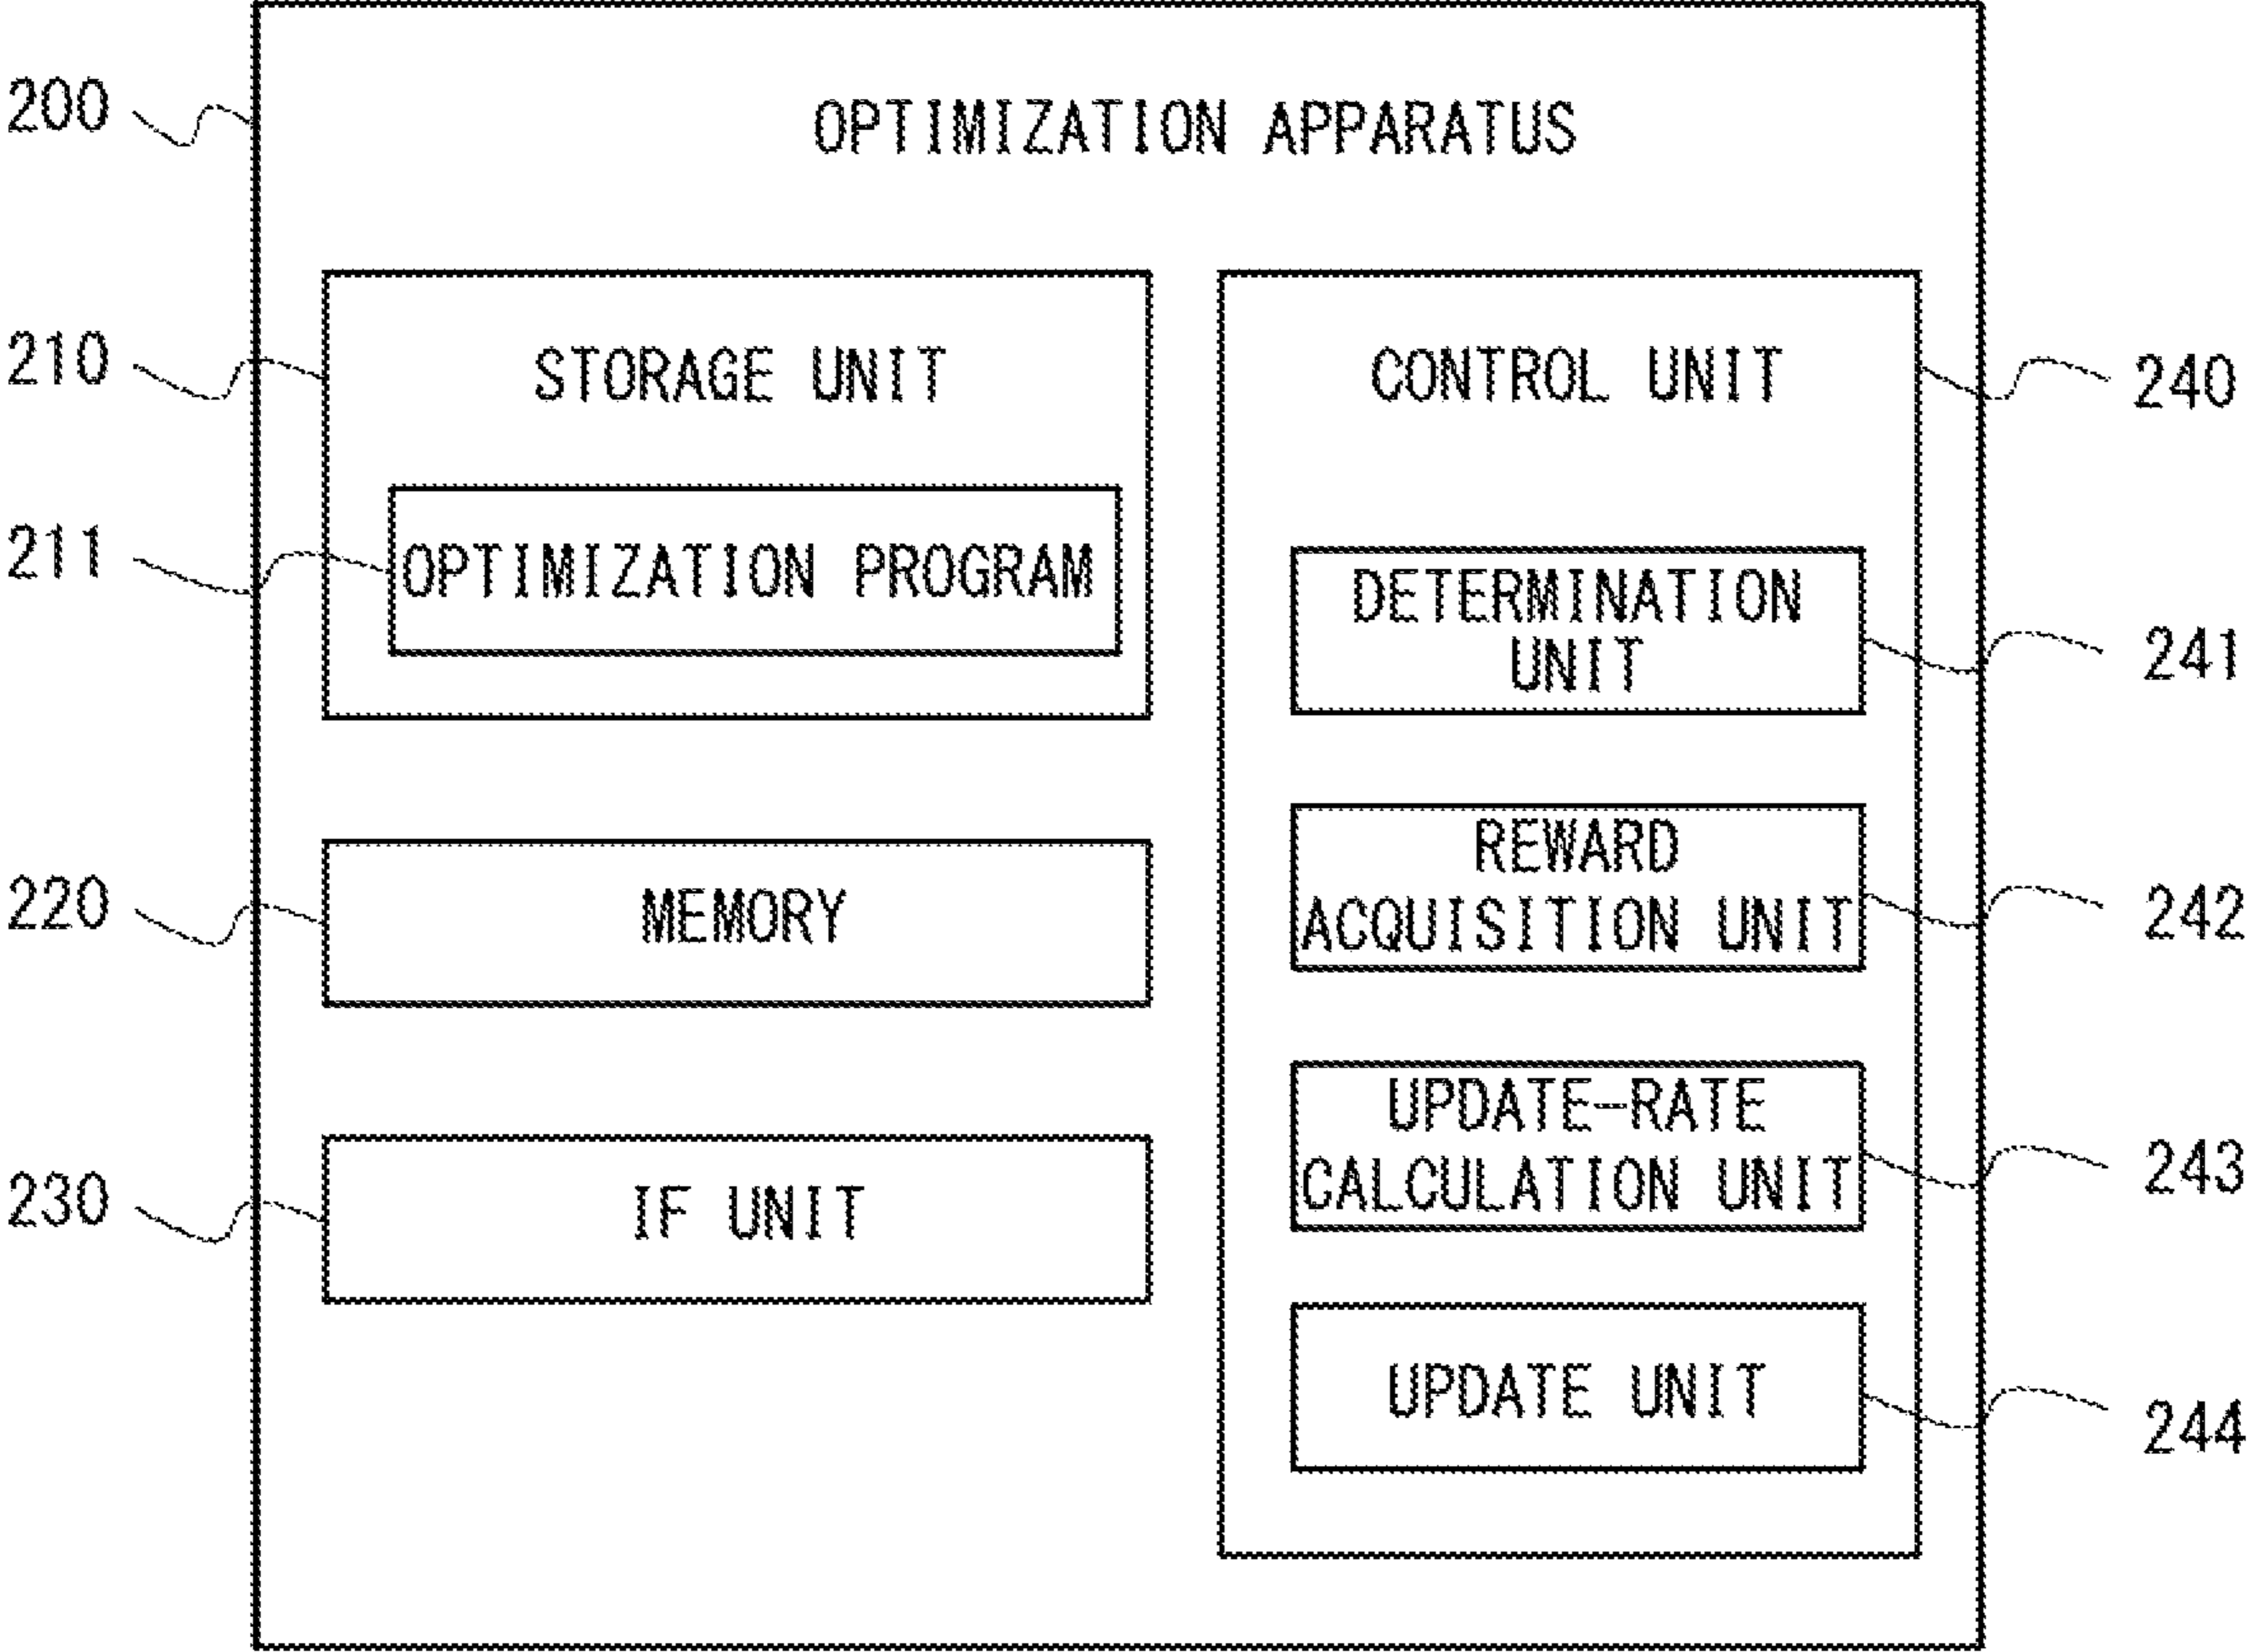 200
OPTIMIZATION APPARATUS
210
STORAGE UNIT
211
OPTIMIZATION PROGRAM
220
MEMORY
230
IF UNIT
CONTROL UNIT
240
DETERMINATION
UNIT
241
REWARD
ACQUISITION UNIT
242
UPDATE-RATE
CALCULATION UNIT
243
UPDATE UNIT
244